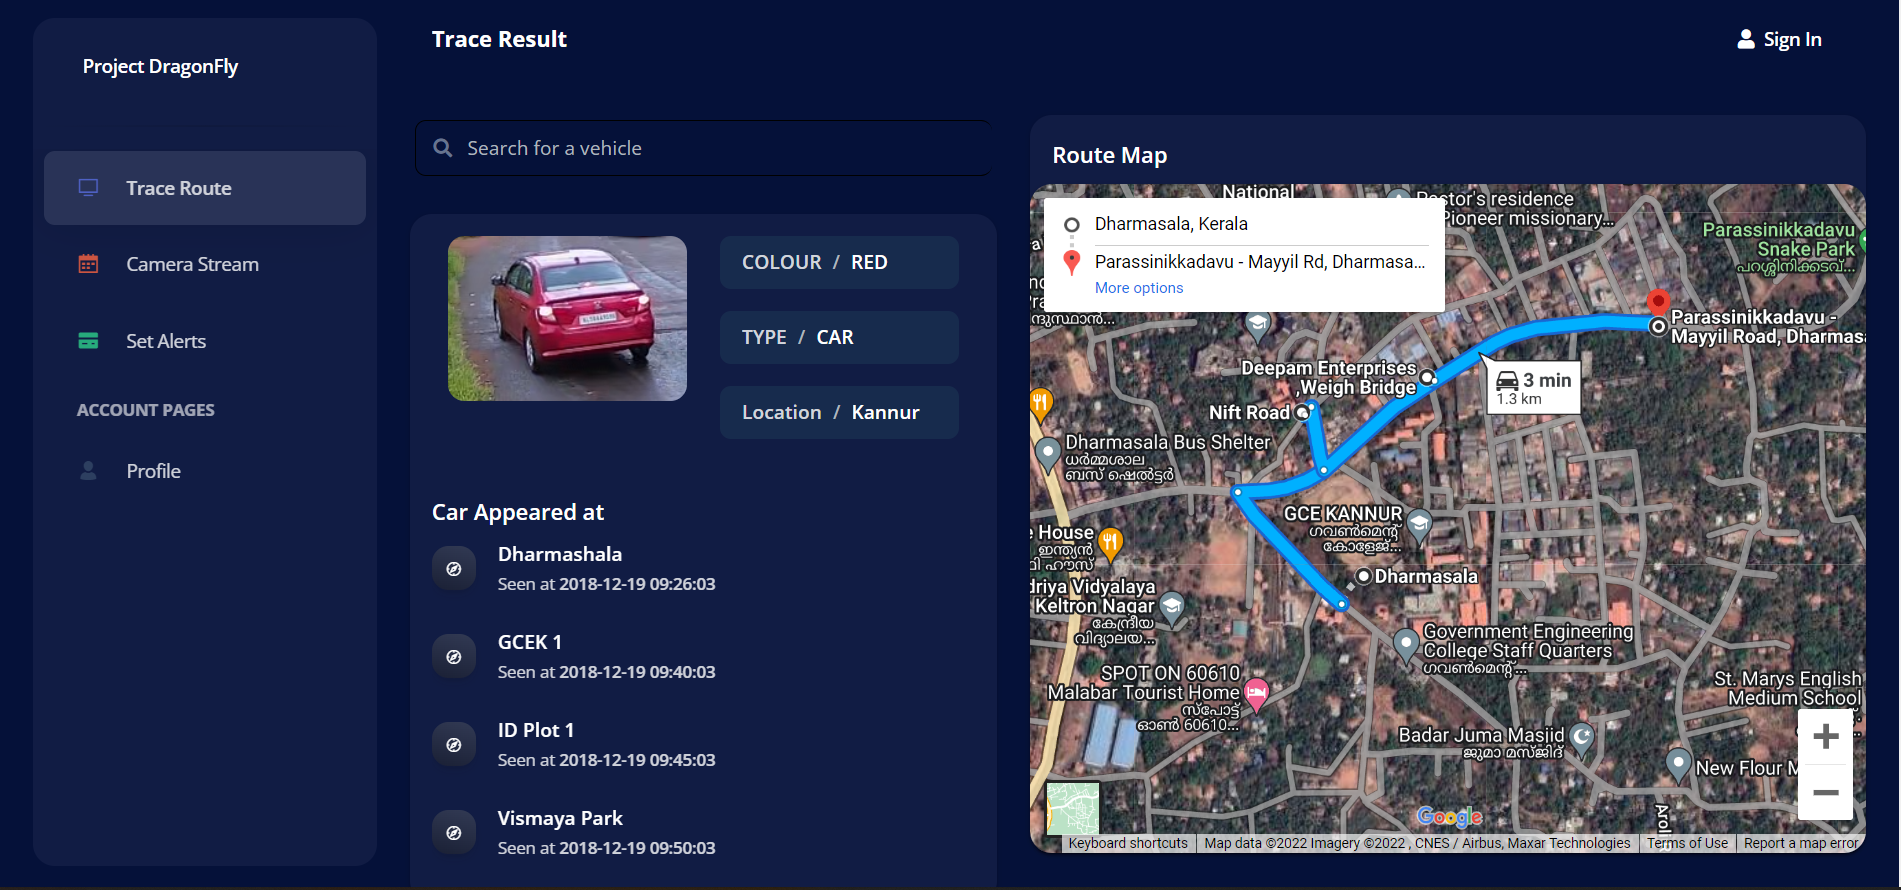 Project DragonFly
Trace Route
Camera Stream
Set Alerts
ACCOUNT PAGES
Profile
Trace Result
Sign In
Search for a vehicle
COLOUR / RED
TYPE / CAR
Location / Kannur
Car Appeared at
Dharmashala
Seen at 2018-12-19 09:26:03
GCEK 1
Seen at 2018-12-19 09:40:03
ID Plot 1
Seen at 2018-12-19 09:45:03
Vismaya Park
Seen at 2018-12-19 09:50:03
Route Map
National
Dharmasala, Kerala
Parassinikkadavu - Mayyil Rd, Dharmasa...
More options
Pastor's residence
Pioneer missionary...
Parassinikkadavu
Snake Park
പറശ്ശിനിക്കടവ്...
Parassinikkadavu -
Mayyil Road, Dharmasa
3 min
1.3 km
Deepam Enterprises
,Weigh Bridge
Nift Road
Dharmasala Bus Shelter
ധർമ്മശാല
ബസ് ഷെൽട്ടർ
GCE KANNUR
ഗവൺമെന്റ്
കോളേജ്...
e House
ഇന്ത്യൻ
ഹൗസ്
Dharmasala
driya Vidyalaya
Keltron Nagar
കേന്ദ്രീയ
വിദ്യാലയ...
Government Engineering
College Staff Quarters
ഗവൺമെന്റ്...
SPOT ON 60610
Malabar Tourist Home
സ്പോട്ട്
ഓൺ 60610...
St. Marys English
Medium School
Badar Juma Masjid
ജുമാ മസ്ജിദ്
New Flour M
Aroli
Google
Keyboard shortcuts
Map data ©2022 Imagery ©2022 , CNES / Airbus, Maxar Technologies
Terms of Use
Report a map error